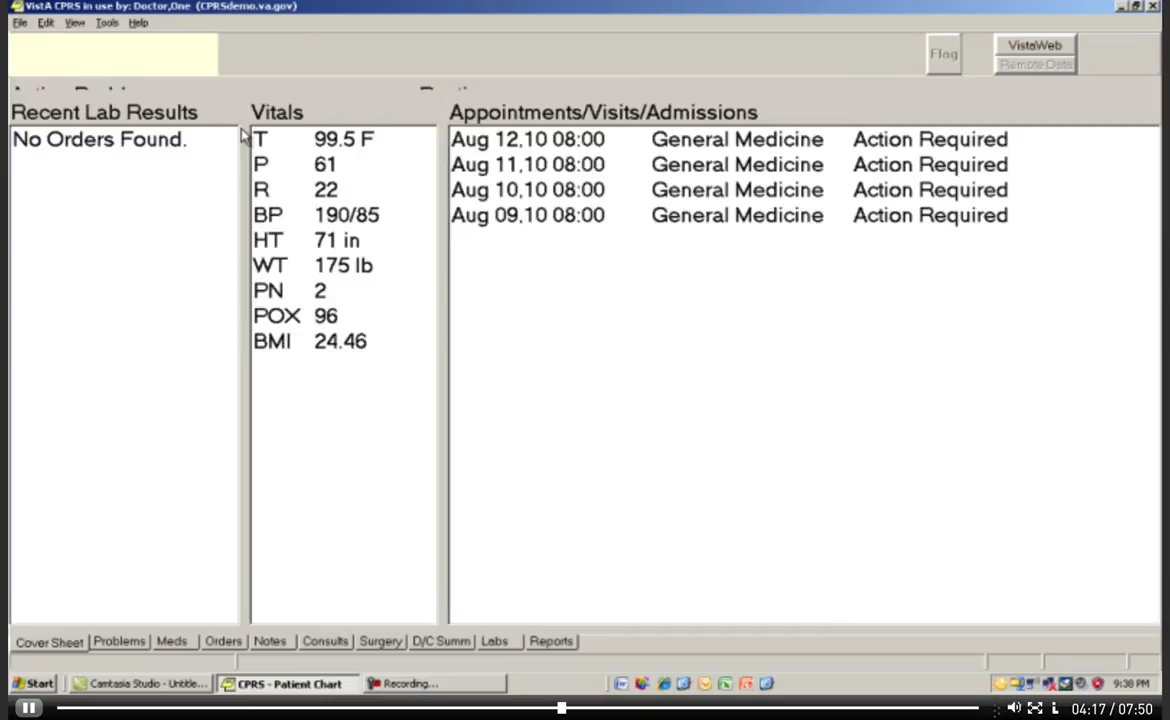 VistA CPRS in use by: Doctor,One (CPRSdemo.va.gov)
File Edit View Tools Help
Flag
VistaWeb
Remote Data
Recent Lab Results
No Orders Found.
Vitals
T 99.5 F
P 61
R 22
BP 190/85
HT 71 in
WT 175 lb
PN 2
POX 96
BMI 24.46
Appointments/Visits/Admissions
Aug 12,10 08:00 General Medicine Action Required
Aug 11,10 08:00 General Medicine Action Required
Aug 10,10 08:00 General Medicine Action Required
Aug 09,10 08:00 General Medicine Action Required
Cover Sheet Problems Meds Orders Notes Consults Surgery D/C Summ Labs Reports
Start Camtasia Studio - Untitle... CPRS - Patient Chart Recording... 9:38 PM
04:17 / 07:50